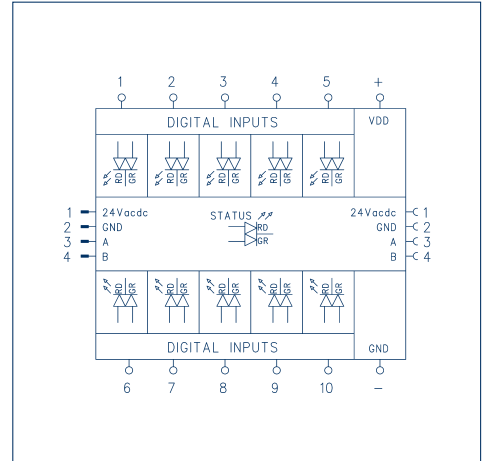 1 2 3 4 5 +
DIGITAL INPUTS VDD
RD GR RD GR RD GR RD GR RD GR
1 24Vacdc STATUS RD 24Vacdc 1
2 GND GR GND 2
3 A A 3
4 B B 4
RD GR RD GR RD GR RD GR RD GR
DIGITAL INPUTS GND
6 7 8 9 10 -